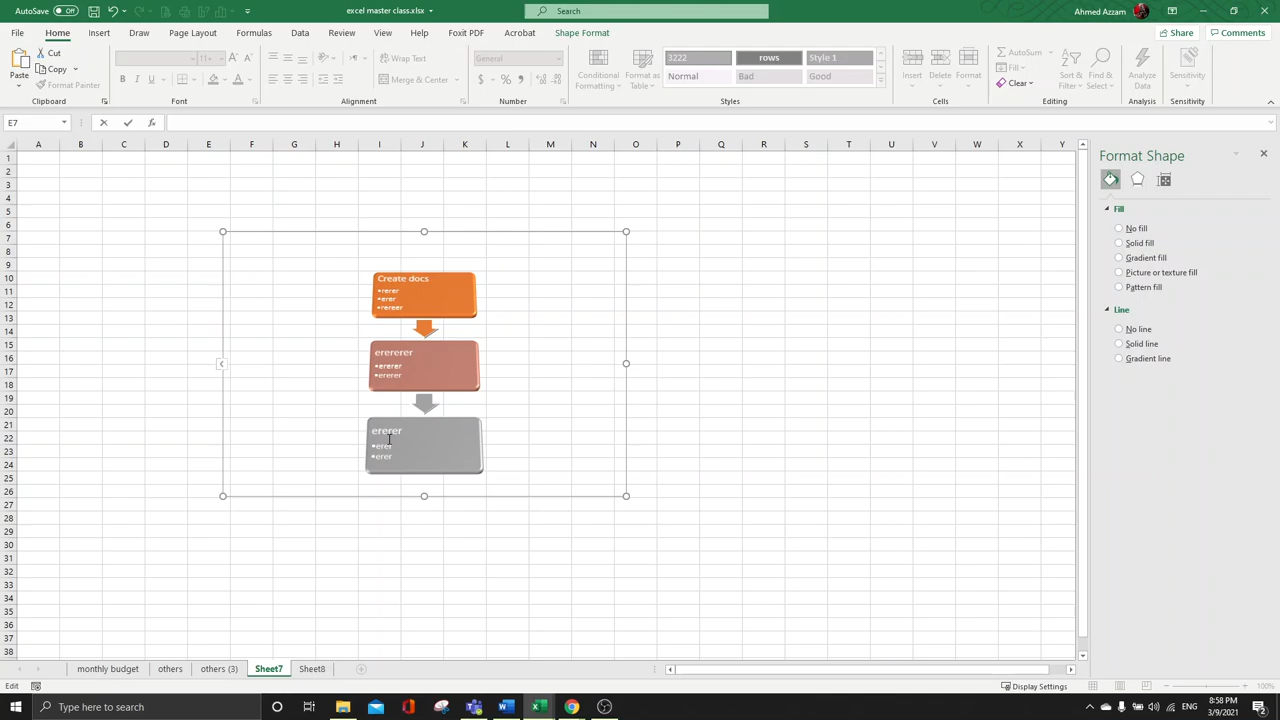 AutoSave Off excel master class.xlsx Search Ahmed Azzam
File Home Insert Draw Page Layout Formulas Data Review View Help Foxit PDF Acrobat Shape Format Share Comments
Paste Cut Copy Format Painter
Clipboard
11 A A
B I U A
Font
Wrap Text
Merge & Center
Alignment
General
$ % 9
Number
Conditional Formatting Format as Table
3222 rows Style 1
Normal Bad Good
Styles
Insert Delete Format
Cells
AutoSum
Fill
Clear
Sort & Filter Find & Select
Editing
Analyze Data
Analysis
Sensitivity
Sensitivity
E7 fx
A B C D E F G H I J K L M N O P Q R S T U V W X Y
1
2
3
4
5
6
7
8
9
10
11
12
13
14
15
16
17
18
19
20
21
22
23
24
25
26
27
28
29
30
31
32
33
34
35
36
37
38
Create docs
•rerer
•erer
•rereer
erererer
•ererer
•ererer
ererer
•erer
•erer
Format Shape
Fill
No fill
Solid fill
Gradient fill
Picture or texture fill
Pattern fill
Line
No line
Solid line
Gradient line
monthly budget others others (3) Sheet7 Sheet8
Edit Display Settings 100%
Type here to search ENG 8:58 PM
3/9/2021 2